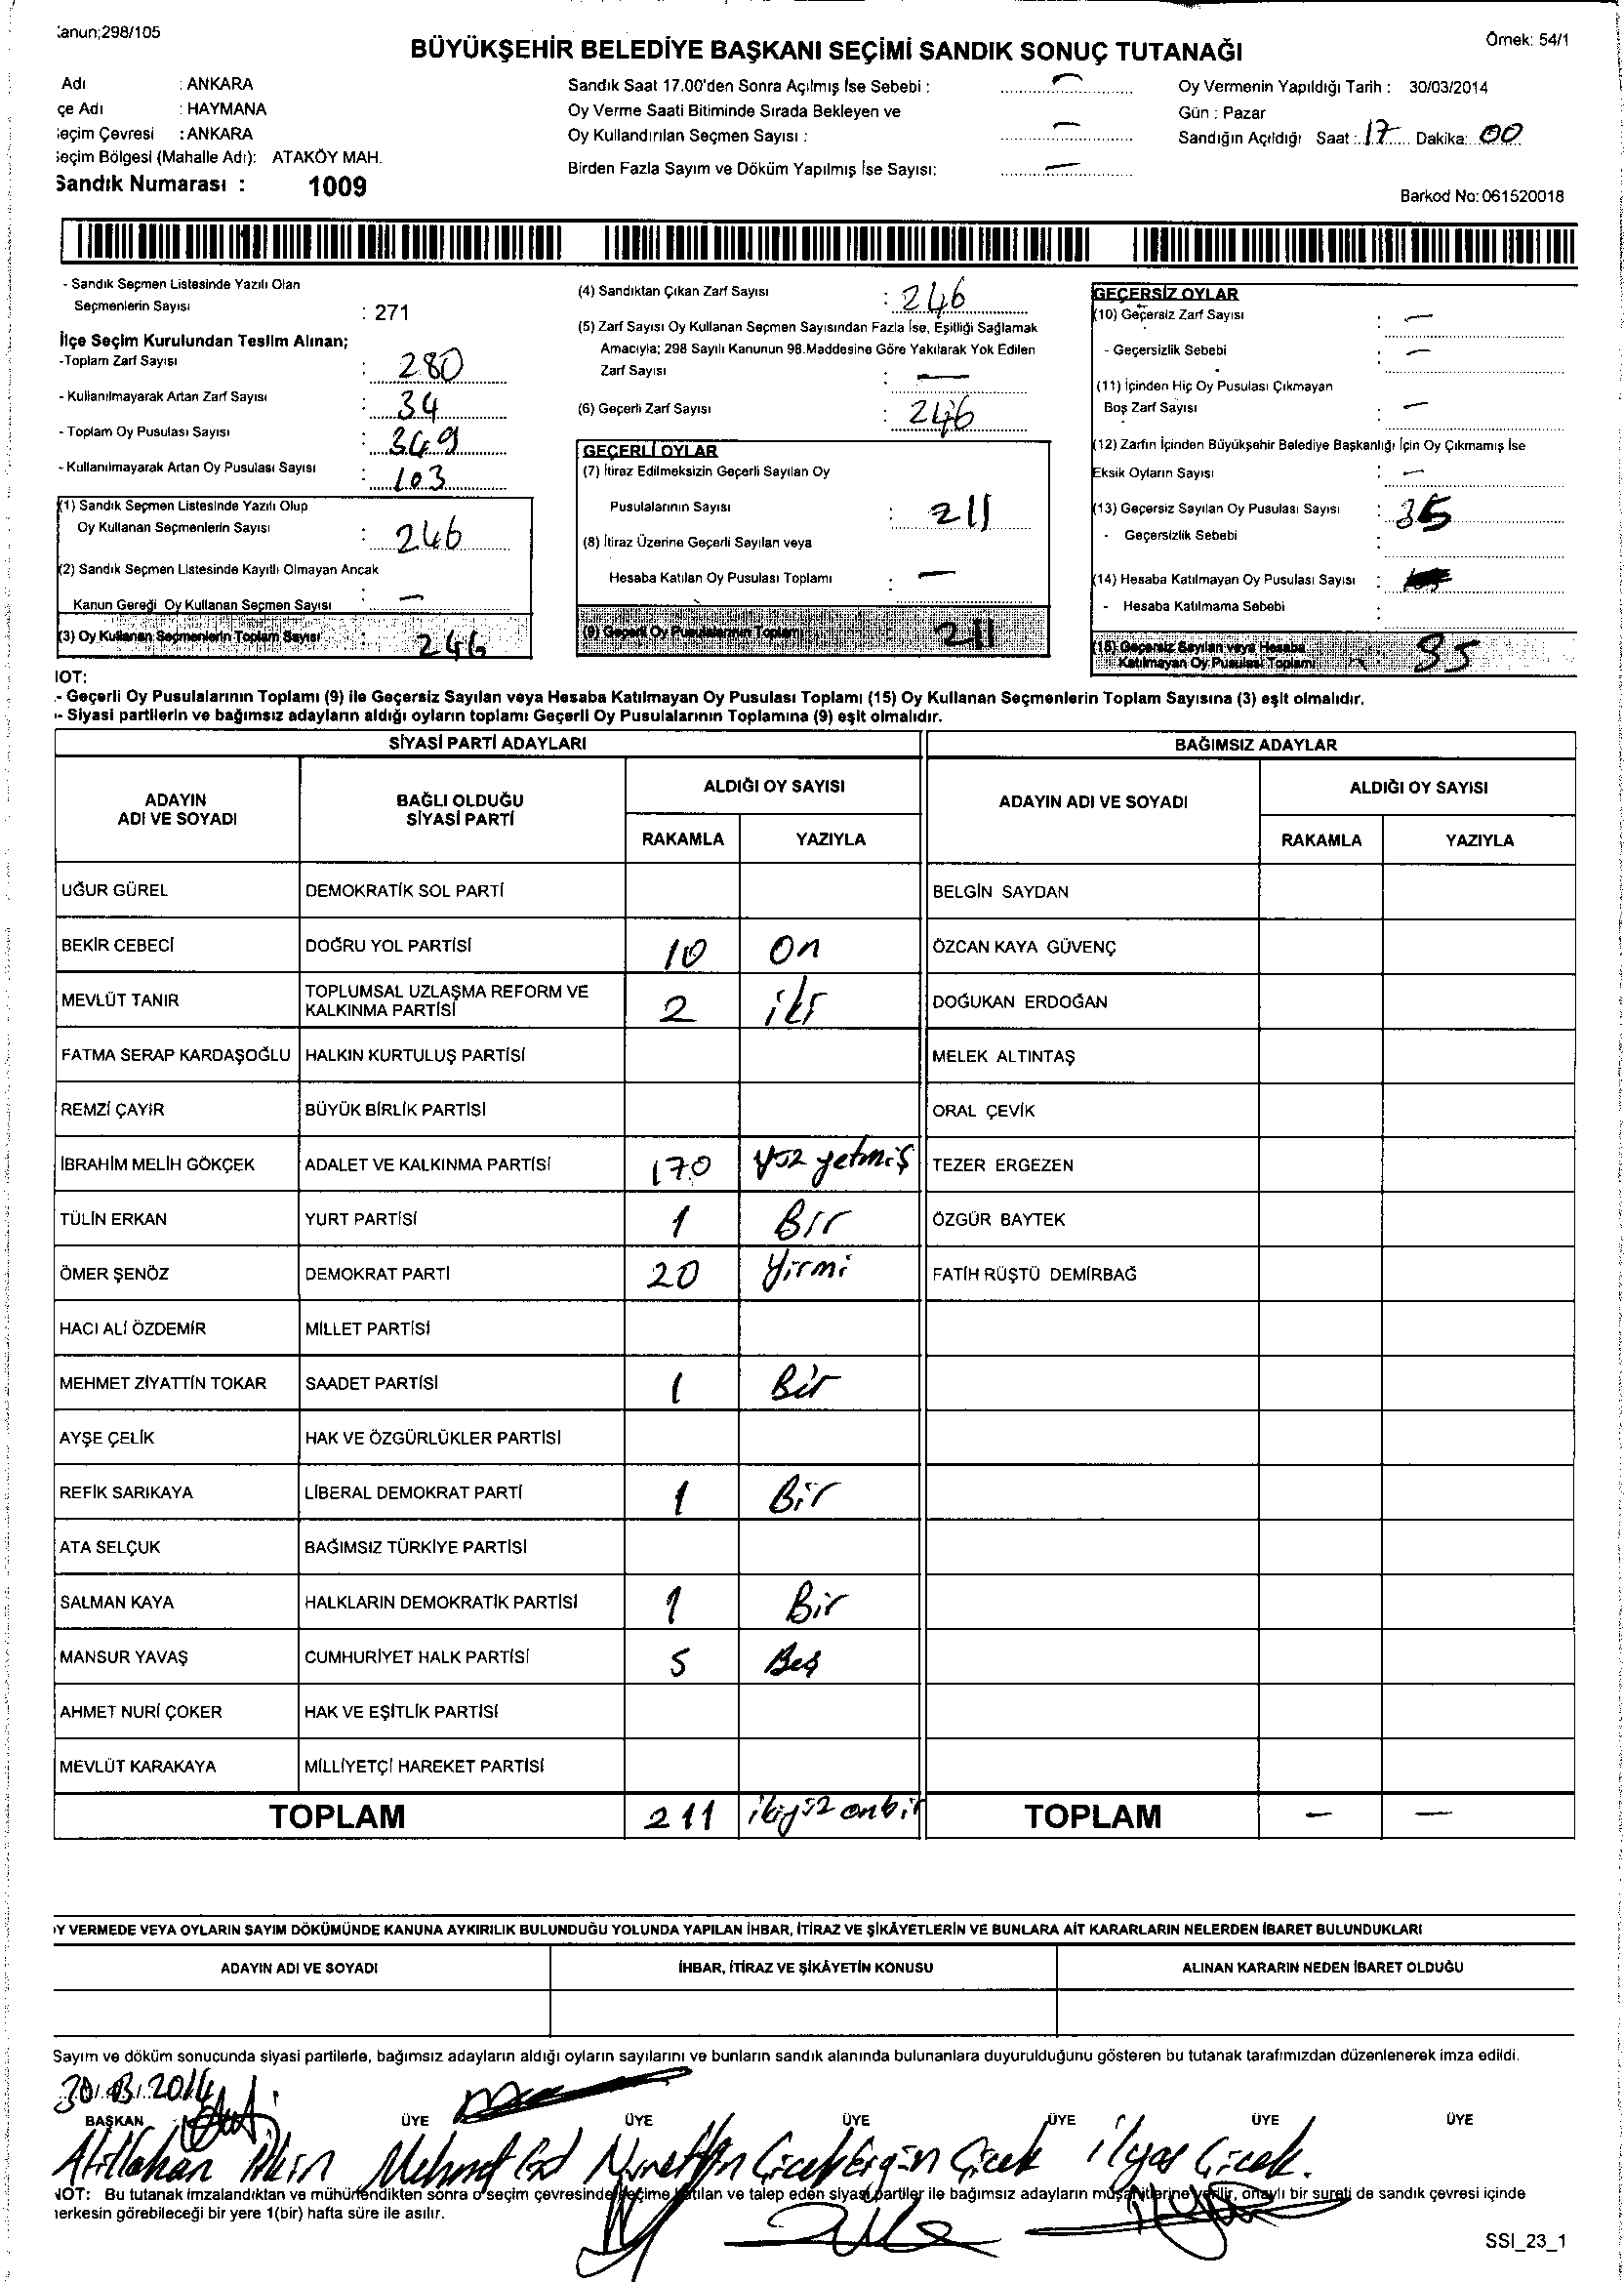 Kanun;298/105
Örnek: 54/1
BÜYÜKŞEHİR BELEDİYE BAŞKANI SEÇİMİ SANDIK SONUÇ TUTANAĞI
Adı : ANKARA
çe Adı : HAYMANA
eçim Çevresi : ANKARA
eçim Bölgesi (Mahalle Adı): ATAKÖY MAH.
Sandık Numarası : 1009
Sandık Saat 17.00'den Sonra Açılmış İse Sebebi :
Oy Verme Saati Bitiminde Sırada Bekleyen ve
Oy Kullandırılan Seçmen Sayısı :
Birden Fazla Sayım ve Döküm Yapılmış İse Sayısı:
Oy Vermenin Yapıldığı Tarih : 30/03/2014
Gün : Pazar
Sandığın Açıldığı Saat : 17 Dakika: 00
Barkod No: 061520018
- Sandık Seçmen Listesinde Yazılı Olan
Seçmenlerin Sayısı : 271
İlçe Seçim Kurulundan Teslim Alınan;
-Toplam Zarf Sayısı : 280
- Kullanılmayarak Artan Zarf Sayısı : 34
- Toplam Oy Pusulası Sayısı : 349
- Kullanılmayarak Artan Oy Pusulası Sayısı : 103
(1) Sandık Seçmen Listesinde Yazılı Olup
Oy Kullanan Seçmenlerin Sayısı : 246
(2) Sandık Seçmen Listesinde Kayıtlı Olmayan Ancak
Kanun Gereği Oy Kullanan Seçmen Sayısı : —
(3) Oy Kullanan Seçmenlerin Toplam Sayısı : 246
(4) Sandıktan Çıkan Zarf Sayısı : 246
(5) Zarf Sayısı Oy Kullanan Seçmen Sayısından Fazla İse, Eşitliği Sağlamak
Amacıyla; 298 Sayılı Kanunun 98.Maddesine Göre Yakılarak Yok Edilen
Zarf Sayısı : —
(6) Geçerli Zarf Sayısı : 246
GEÇERLİ OYLAR
(7) İtiraz Edilmeksizin Geçerli Sayılan Oy
Pusulalarının Sayısı : 211
(8) İtiraz Üzerine Geçerli Sayılan veya
Hesaba Katılan Oy Pusulası Toplamı : —
(9) Geçerli Oy Pusulalarının Toplamı 211
GEÇERSİZ OYLAR
(10) Geçersiz Zarf Sayısı : —
- Geçersizlik Sebebi : —
(11) İçinden Hiç Oy Pusulası Çıkmayan
Boş Zarf Sayısı : —
(12) Zarfın İçinden Büyükşehir Belediye Başkanlığı İçin Oy Çıkmamış İse
Eksik Oyların Sayısı : —
(13) Geçersiz Sayılan Oy Pusulası Sayısı : 35
- Geçersizlik Sebebi :
(14) Hesaba Katılmayan Oy Pusulası Sayısı :
- Hesaba Katılmama Sebebi :
(15) Geçersiz Sayılan veya Hesaba
Katılmayan Oy Pusulası Toplamı 35
NOT:
- Geçerli Oy Pusulalarının Toplamı (9) ile Geçersiz Sayılan veya Hesaba Katılmayan Oy Pusulası Toplamı (15) Oy Kullanan Seçmenlerin Toplam Sayısına (3) eşit olmalıdır.
- Siyasi partilerin ve bağımsız adayların aldığı oyların toplamı Geçerli Oy Pusulalarının Toplamına (9) eşit olmalıdır.
SİYASİ PARTİ ADAYLARI BAĞIMSIZ ADAYLAR
ADAYIN ADI VE SOYADI BAĞLI OLDUĞU SİYASİ PARTİ ALDIĞI OY SAYISI ADAYIN ADI VE SOYADI ALDIĞI OY SAYISI
RAKAMLA YAZIYLA RAKAMLA YAZIYLA
UĞUR GÜREL DEMOKRATİK SOL PARTİ BELGİN SAYDAN
BEKİR CEBECİ DOĞRU YOL PARTİSİ 10 On ÖZCAN KAYA GÜVENÇ
MEVLÜT TANIR TOPLUMSAL UZLAŞMA REFORM VE KALKINMA PARTİSİ 2 iki DOĞUKAN ERDOĞAN
FATMA SERAP KARDAŞOĞLU HALKIN KURTULUŞ PARTİSİ MELEK ALTINTAŞ
REMZİ ÇAYIR BÜYÜK BİRLİK PARTİSİ ORAL ÇEVİK
İBRAHİM MELİH GÖKÇEK ADALET VE KALKINMA PARTİSİ 170 yüz yetmiş TEZER ERGEZEN
TÜLİN ERKAN YURT PARTİSİ 1 Bir ÖZGÜR BAYTEK
ÖMER ŞENÖZ DEMOKRAT PARTİ 20 Yirmi FATİH RÜŞTÜ DEMİRBAĞ
HACI ALİ ÖZDEMİR MİLLET PARTİSİ
MEHMET ZİYATTİN TOKAR SAADET PARTİSİ 1 Bir
AYŞE ÇELİK HAK VE ÖZGÜRLÜKLER PARTİSİ
REFİK SARIKAYA LİBERAL DEMOKRAT PARTİ 1 Bir
ATA SELÇUK BAĞIMSIZ TÜRKİYE PARTİSİ
SALMAN KAYA HALKLARIN DEMOKRATİK PARTİSİ 1 Bir
MANSUR YAVAŞ CUMHURİYET HALK PARTİSİ 5 Beş
AHMET NURİ ÇOKER HAK VE EŞİTLİK PARTİSİ
MEVLÜT KARAKAYA MİLLİYETÇİ HAREKET PARTİSİ
TOPLAM 211 ikiyüz onbir TOPLAM — —
OY VERMEDE VEYA OYLARIN SAYIM DÖKÜMÜNDE KANUNA AYKIRILIK BULUNDUĞU YOLUNDA YAPILAN İHBAR, İTİRAZ VE ŞİKÂYETLERİN VE BUNLARA AİT KARARLARIN NELERDEN İBARET BULUNDUKLARI
ADAYIN ADI VE SOYADI İHBAR, İTİRAZ VE ŞİKÂYETİN KONUSU ALINAN KARARIN NEDEN İBARET OLDUĞU
Sayım ve döküm sonucunda siyasi partilerle, bağımsız adayların aldığı oyların sayılarını ve bunların sandık alanında bulunanlara duyurulduğunu gösteren bu tutanak tarafımızdan düzenlenerek imza edildi.
30/03/2014
BAŞKAN ÜYE ÜYE ÜYE ÜYE ÜYE ÜYE
Mehmet Nurettin Çiçek Ergin Çiçek ilyas Çiçek.
NOT: Bu tutanak imzalandıktan ve mühürlendikten sonra o seçim çevresinde seçime katılan ve talep eden siyasi partiler ile bağımsız adayların müşahitlerine verilir, onaylı bir sureti de sandık çevresi içinde
herkesin görebileceği bir yere 1(bir) hafta süre ile asılır.
SSI_23_1